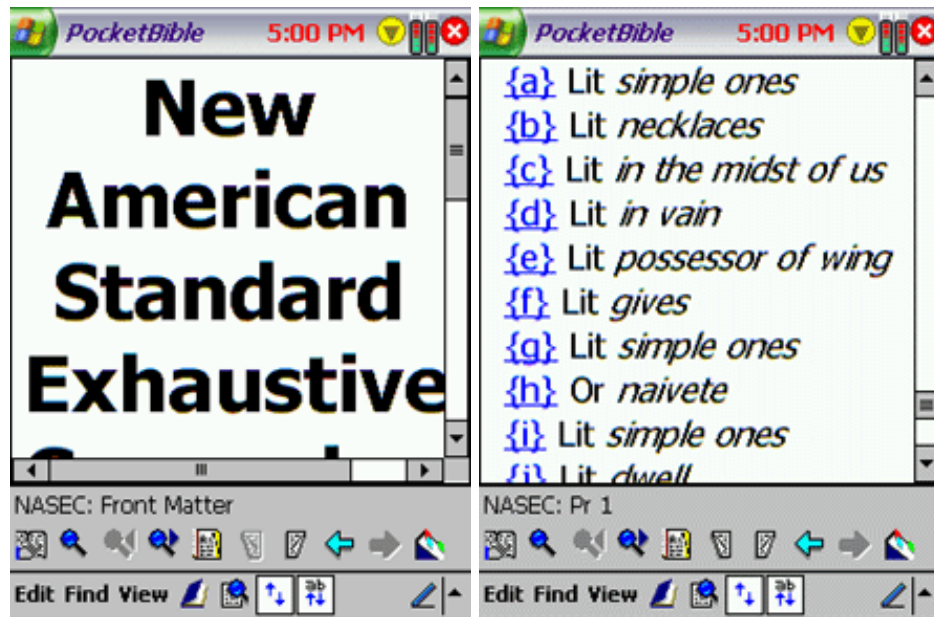 PocketBible 5:00 PM
New
American
Standard
Exhaustive
NASEC: Front Matter
Edit Find View
PocketBible 5:00 PM
{a} Lit simple ones
{b} Lit necklaces
{c} Lit in the midst of us
{d} Lit in vain
{e} Lit possessor of wing
{f} Lit gives
{g} Lit simple ones
{h} Or naivete
{i} Lit simple ones
{j} Lit dwell
NASEC: Pr 1
Edit Find View